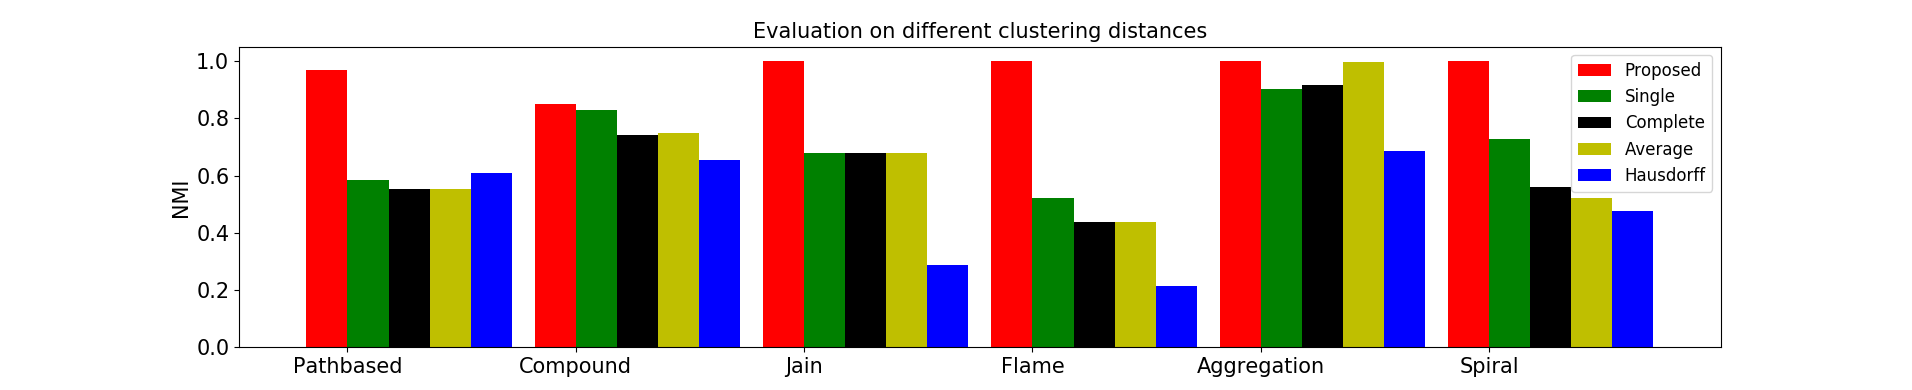 Evaluation on different clustering distances
NMI
1.0
0.8
0.6
0.4
0.2
0.0
Proposed
Single
Complete
Average
Hausdorff
Pathbased Compound Jain Flame Aggregation Spiral